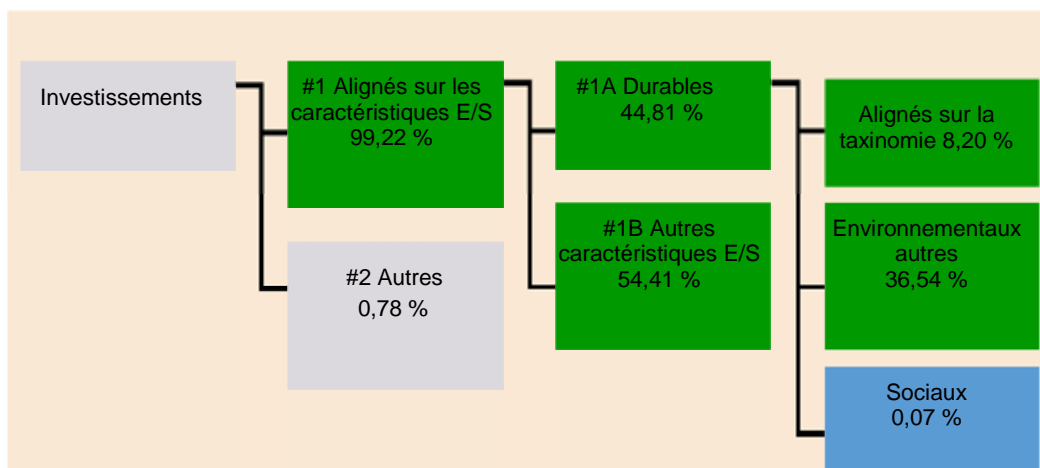 Investissements
#1 Alignés sur les
caractéristiques E/S
99,22 %
#2 Autres
0,78 %
#1A Durables
44,81 %
#1B Autres
caractéristiques E/S
54,41 %
Alignés sur la
taxinomie 8,20 %
Environnementaux
autres
36,54 %
Sociaux
0,07 %